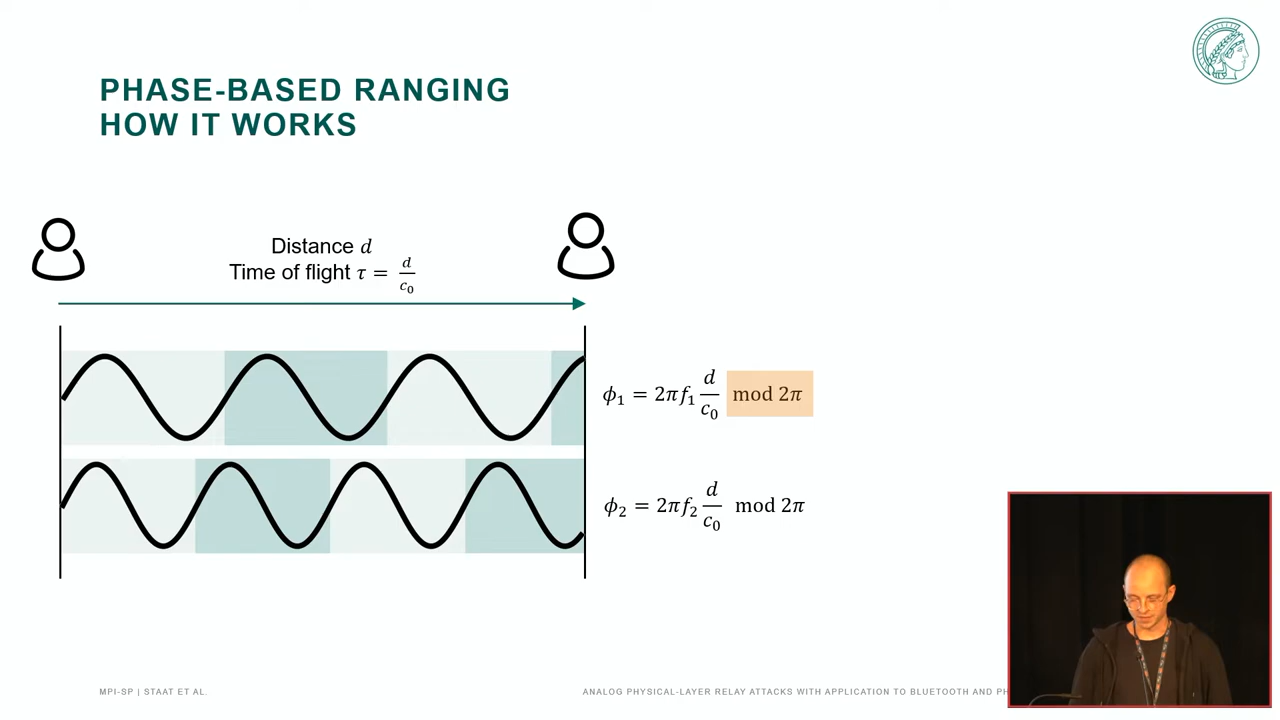 PHASE-BASED RANGING
HOW IT WORKS
Distance 𝑑
Time of flight 𝜏 = 𝑑/𝑐₀
𝜙₁ = 2𝜋𝑓₁ 𝑑/𝑐₀ mod 2𝜋
𝜙₂ = 2𝜋𝑓₂ 𝑑/𝑐₀ mod 2𝜋
MPI-SP | STAAT ET AL.
ANALOG PHYSICAL-LAYER RELAY ATTACKS WITH APPLICATION TO BLUETOOTH AND